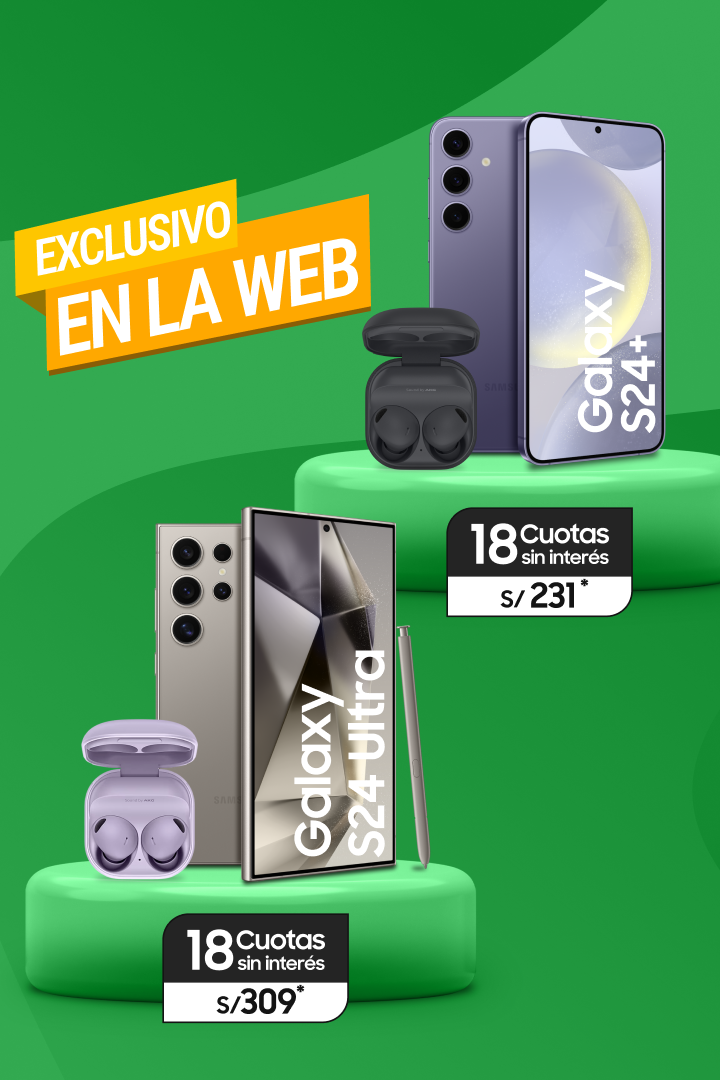 EXCLUSIVO
EN LA WEB
Galaxy
S24+
18 Cuotas
sin interés
S/ 231*
Galaxy
S24 Ultra
18 Cuotas
sin interés
S/309*